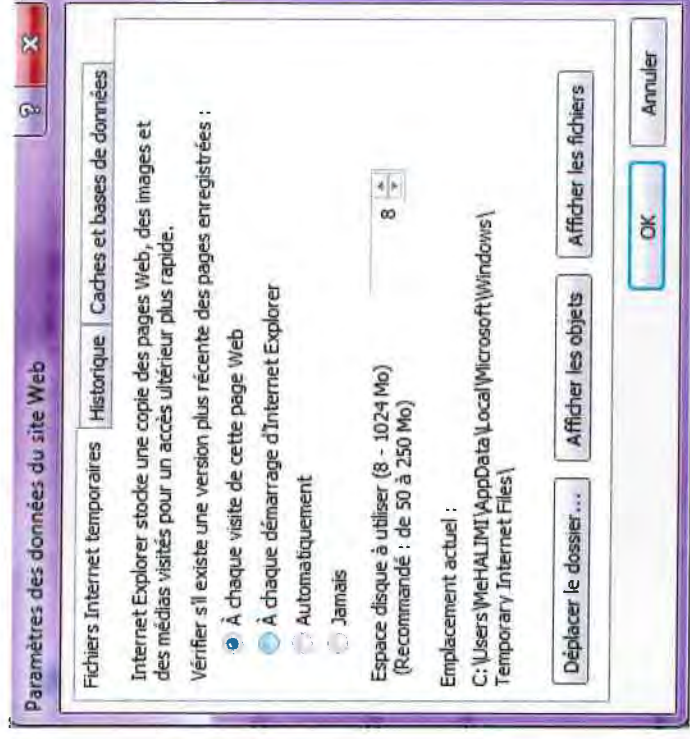 Paramètres des données du site Web
? x
Fichiers Internet temporaires Historique Caches et bases de données
Internet Explorer stocke une copie des pages Web, des images et
des médias visités pour un accès ultérieur plus rapide.
Vérifier s'il existe une version plus récente des pages enregistrées :
À chaque visite de cette page Web
À chaque démarrage d'Internet Explorer
Automatiquement
Jamais
Espace disque à utiliser (8 - 1024 Mo) 8
(Recommandé : de 50 à 250 Mo)
Emplacement actuel :
C:\Users\MeHALIMI\AppData\Local\Microsoft\Windows\
Temporary Internet Files\
Déplacer le dossier... Afficher les objets Afficher les fichiers
OK Annuler